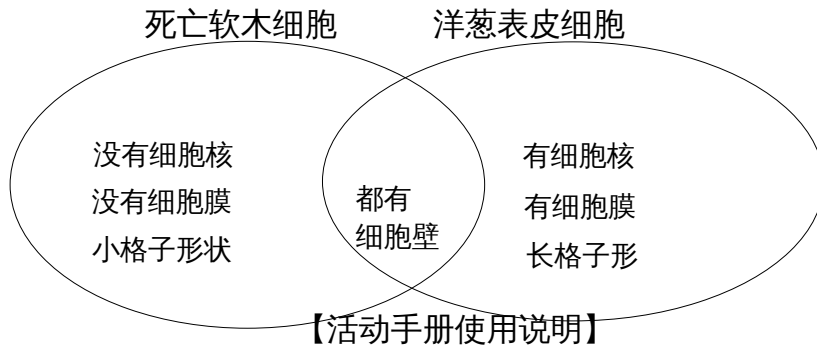 死亡软木细胞
洋葱表皮细胞
没有细胞核
没有细胞膜
小格子形状
都有
细胞壁
有细胞核
有细胞膜
长格子形
【活动手册使用说明】